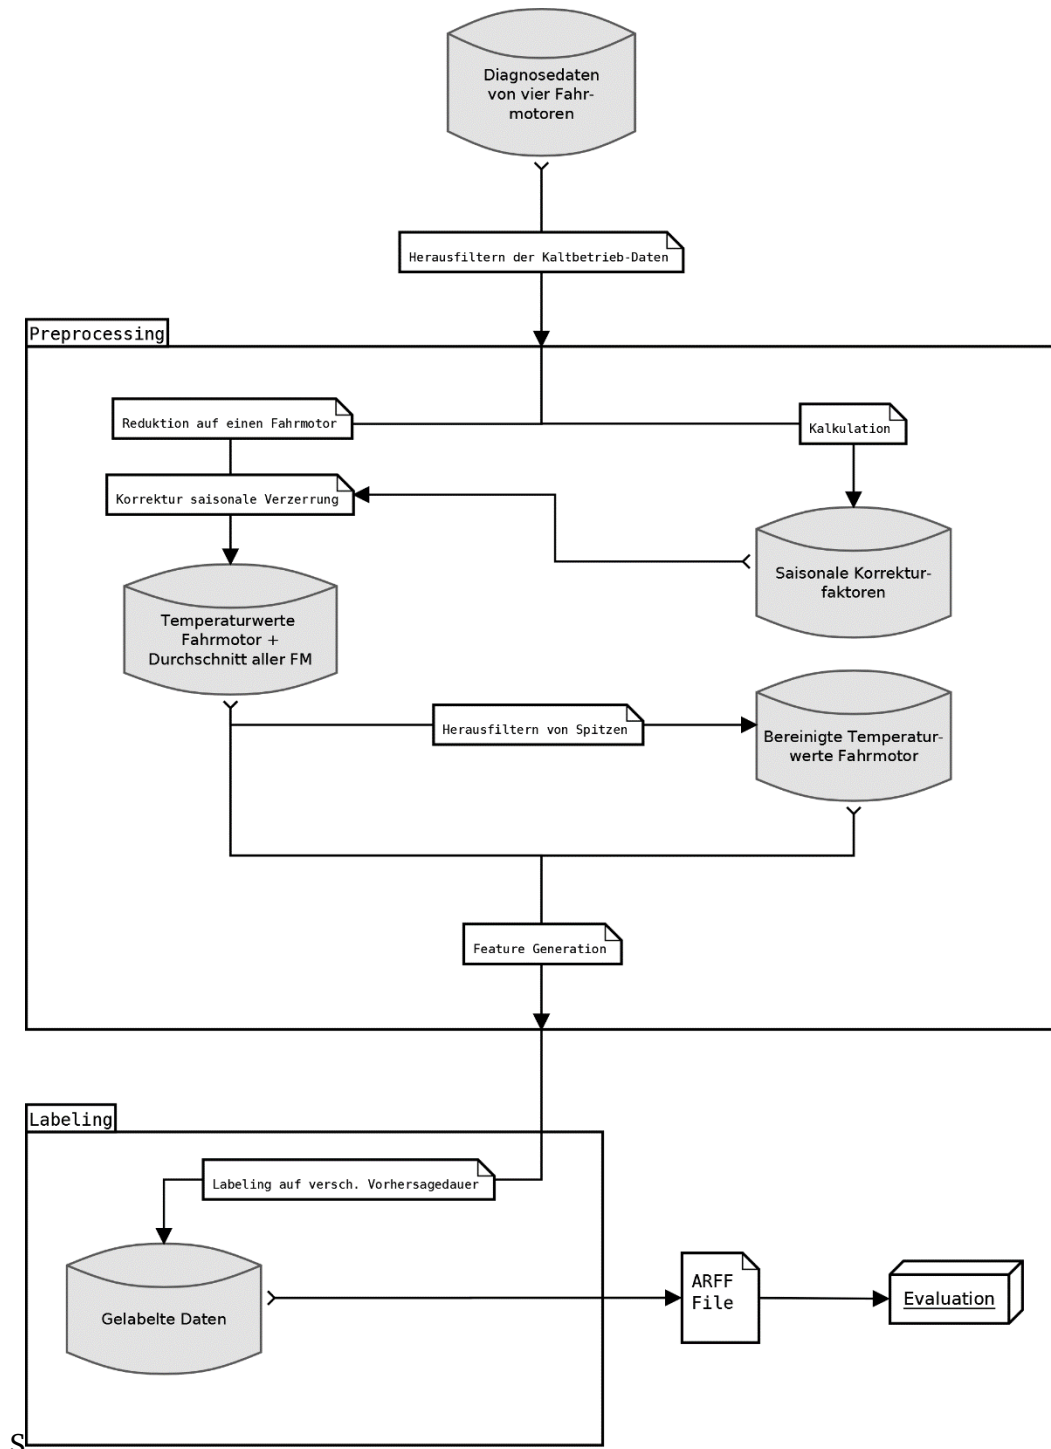 Diagnosedaten
von vier Fahr-
motoren
Herausfiltern der Kaltbetrieb-Daten
Preprocessing
Reduktion auf einen Fahrmotor
Kalkulation
Korrektur saisonale Verzerrung
Saisonale Korrektur-
faktoren
Temperaturwerte
Fahrmotor +
Durchschnitt aller FM
Herausfiltern von Spitzen
Bereinigte Temperatur-
werte Fahrmotor
Feature Generation
Labeling
Labeling auf versch. Vorhersagedauer
Gelabelte Daten
ARFF
File
Evaluation
S